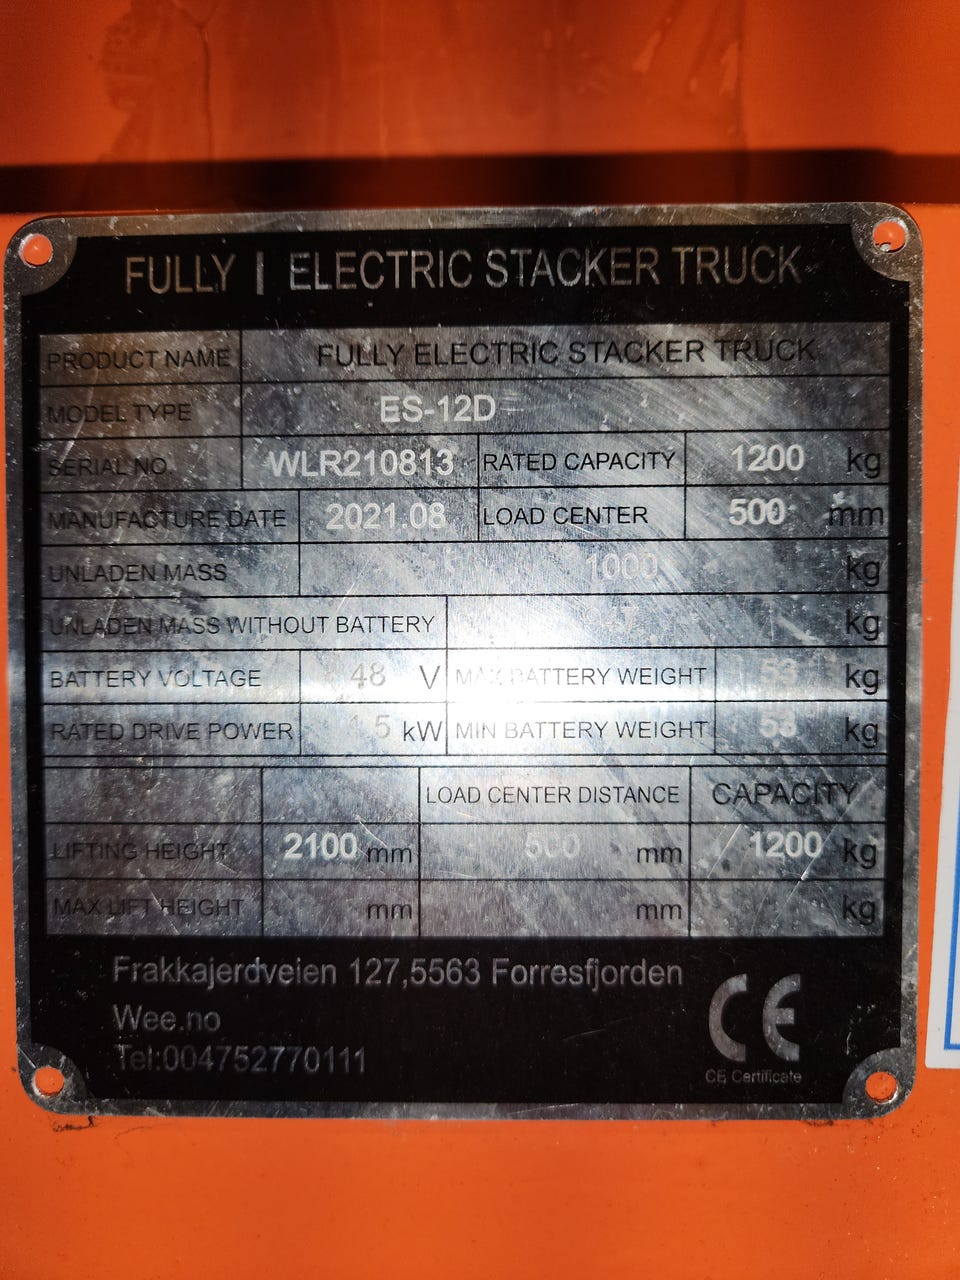 FULLY | ELECTRIC STACKER TRUCK
PRODUCT NAME FULLY ELECTRIC STACKER TRUCK
MODEL TYPE ES-12D
SERIAL NO. WLR210813 RATED CAPACITY 1200 kg
MANUFACTURE DATE 2021.08 LOAD CENTER 500 mm
UNLADEN MASS 1000 kg
UNLADEN MASS WITHOUT BATTERY kg
BATTERY VOLTAGE 48 V MAX BATTERY WEIGHT 53 kg
RATED DRIVE POWER 1.5 kW MIN BATTERY WEIGHT 53 kg
LOAD CENTER DISTANCE CAPACITY
LIFTING HEIGHT 2100 mm 500 mm 1200 kg
MAX LIFT HEIGHT mm mm kg
Frakkajerdveien 127,5563 Forresfjorden
Wee.no
Tel:004752770111
CE
CE Certificate